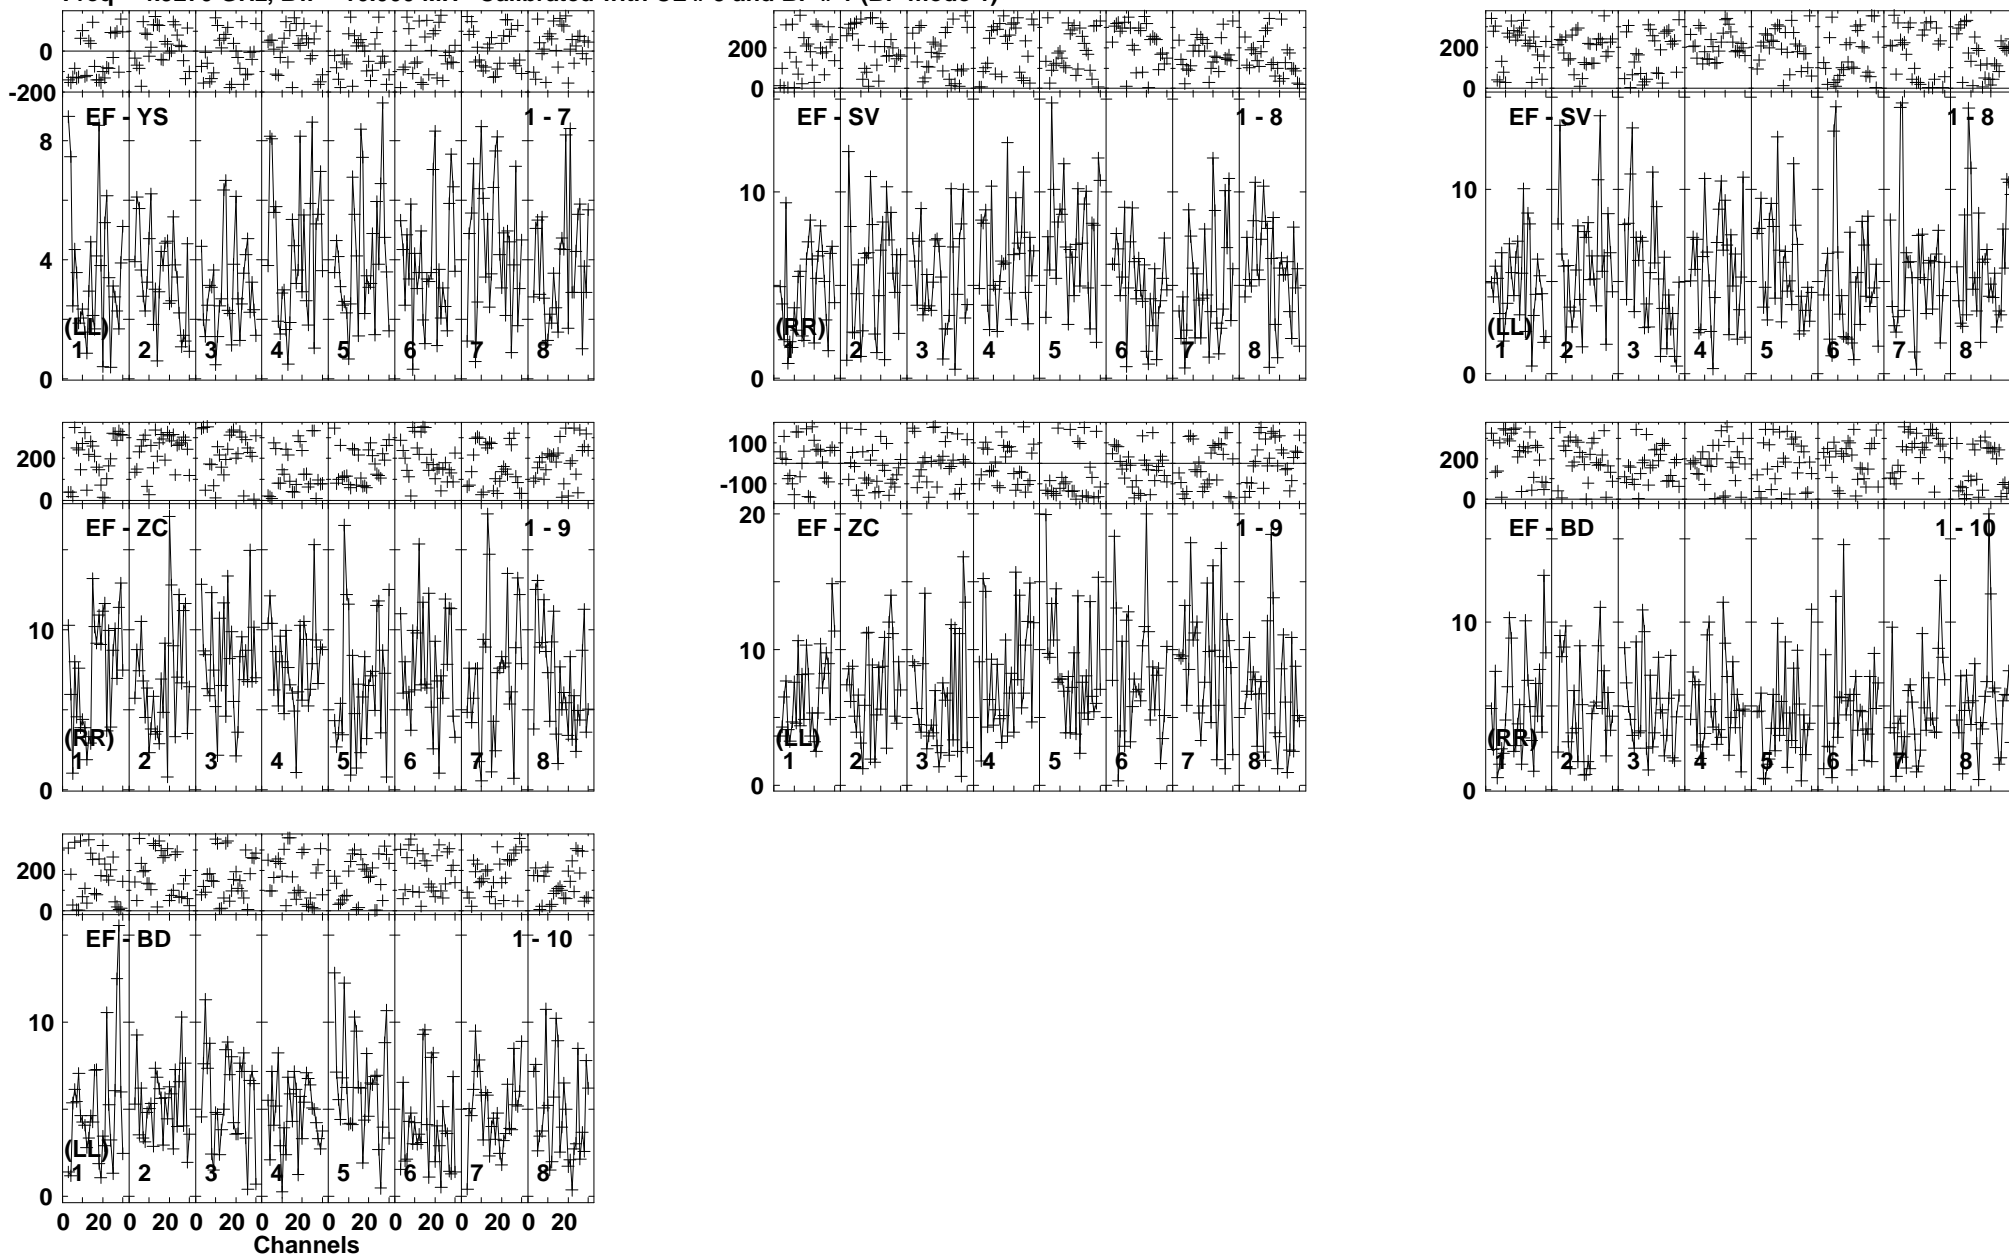 0
-200
EF - YS 1 - 7
8
4
0
(LL)
1 2 3 4 5 6 7 8
200
0
EF - SV 1 - 8
10
0
(RR)
1 2 3 4 5 6 7 8
200
0
EF - SV 1 - 8
10
0
(LL)
1 2 3 4 5 6 7 8
200
0
EF - ZC 1 - 9
10
0
(RR)
1 2 3 4 5 6 7 8
100
-100
20
EF - ZC 1 - 9
10
0
(LL)
1 2 3 4 5 6 7 8
200
0
EF - BD 1 - 10
10
0
(RR)
1 2 3 4 5 6 7 8
200
0
EF - BD 1 - 10
10
0
(LL)
1 2 3 4 5 6 7 8
0 20 0 20 0 20 0 20 0 20 0 20 0 20 0 20
Channels